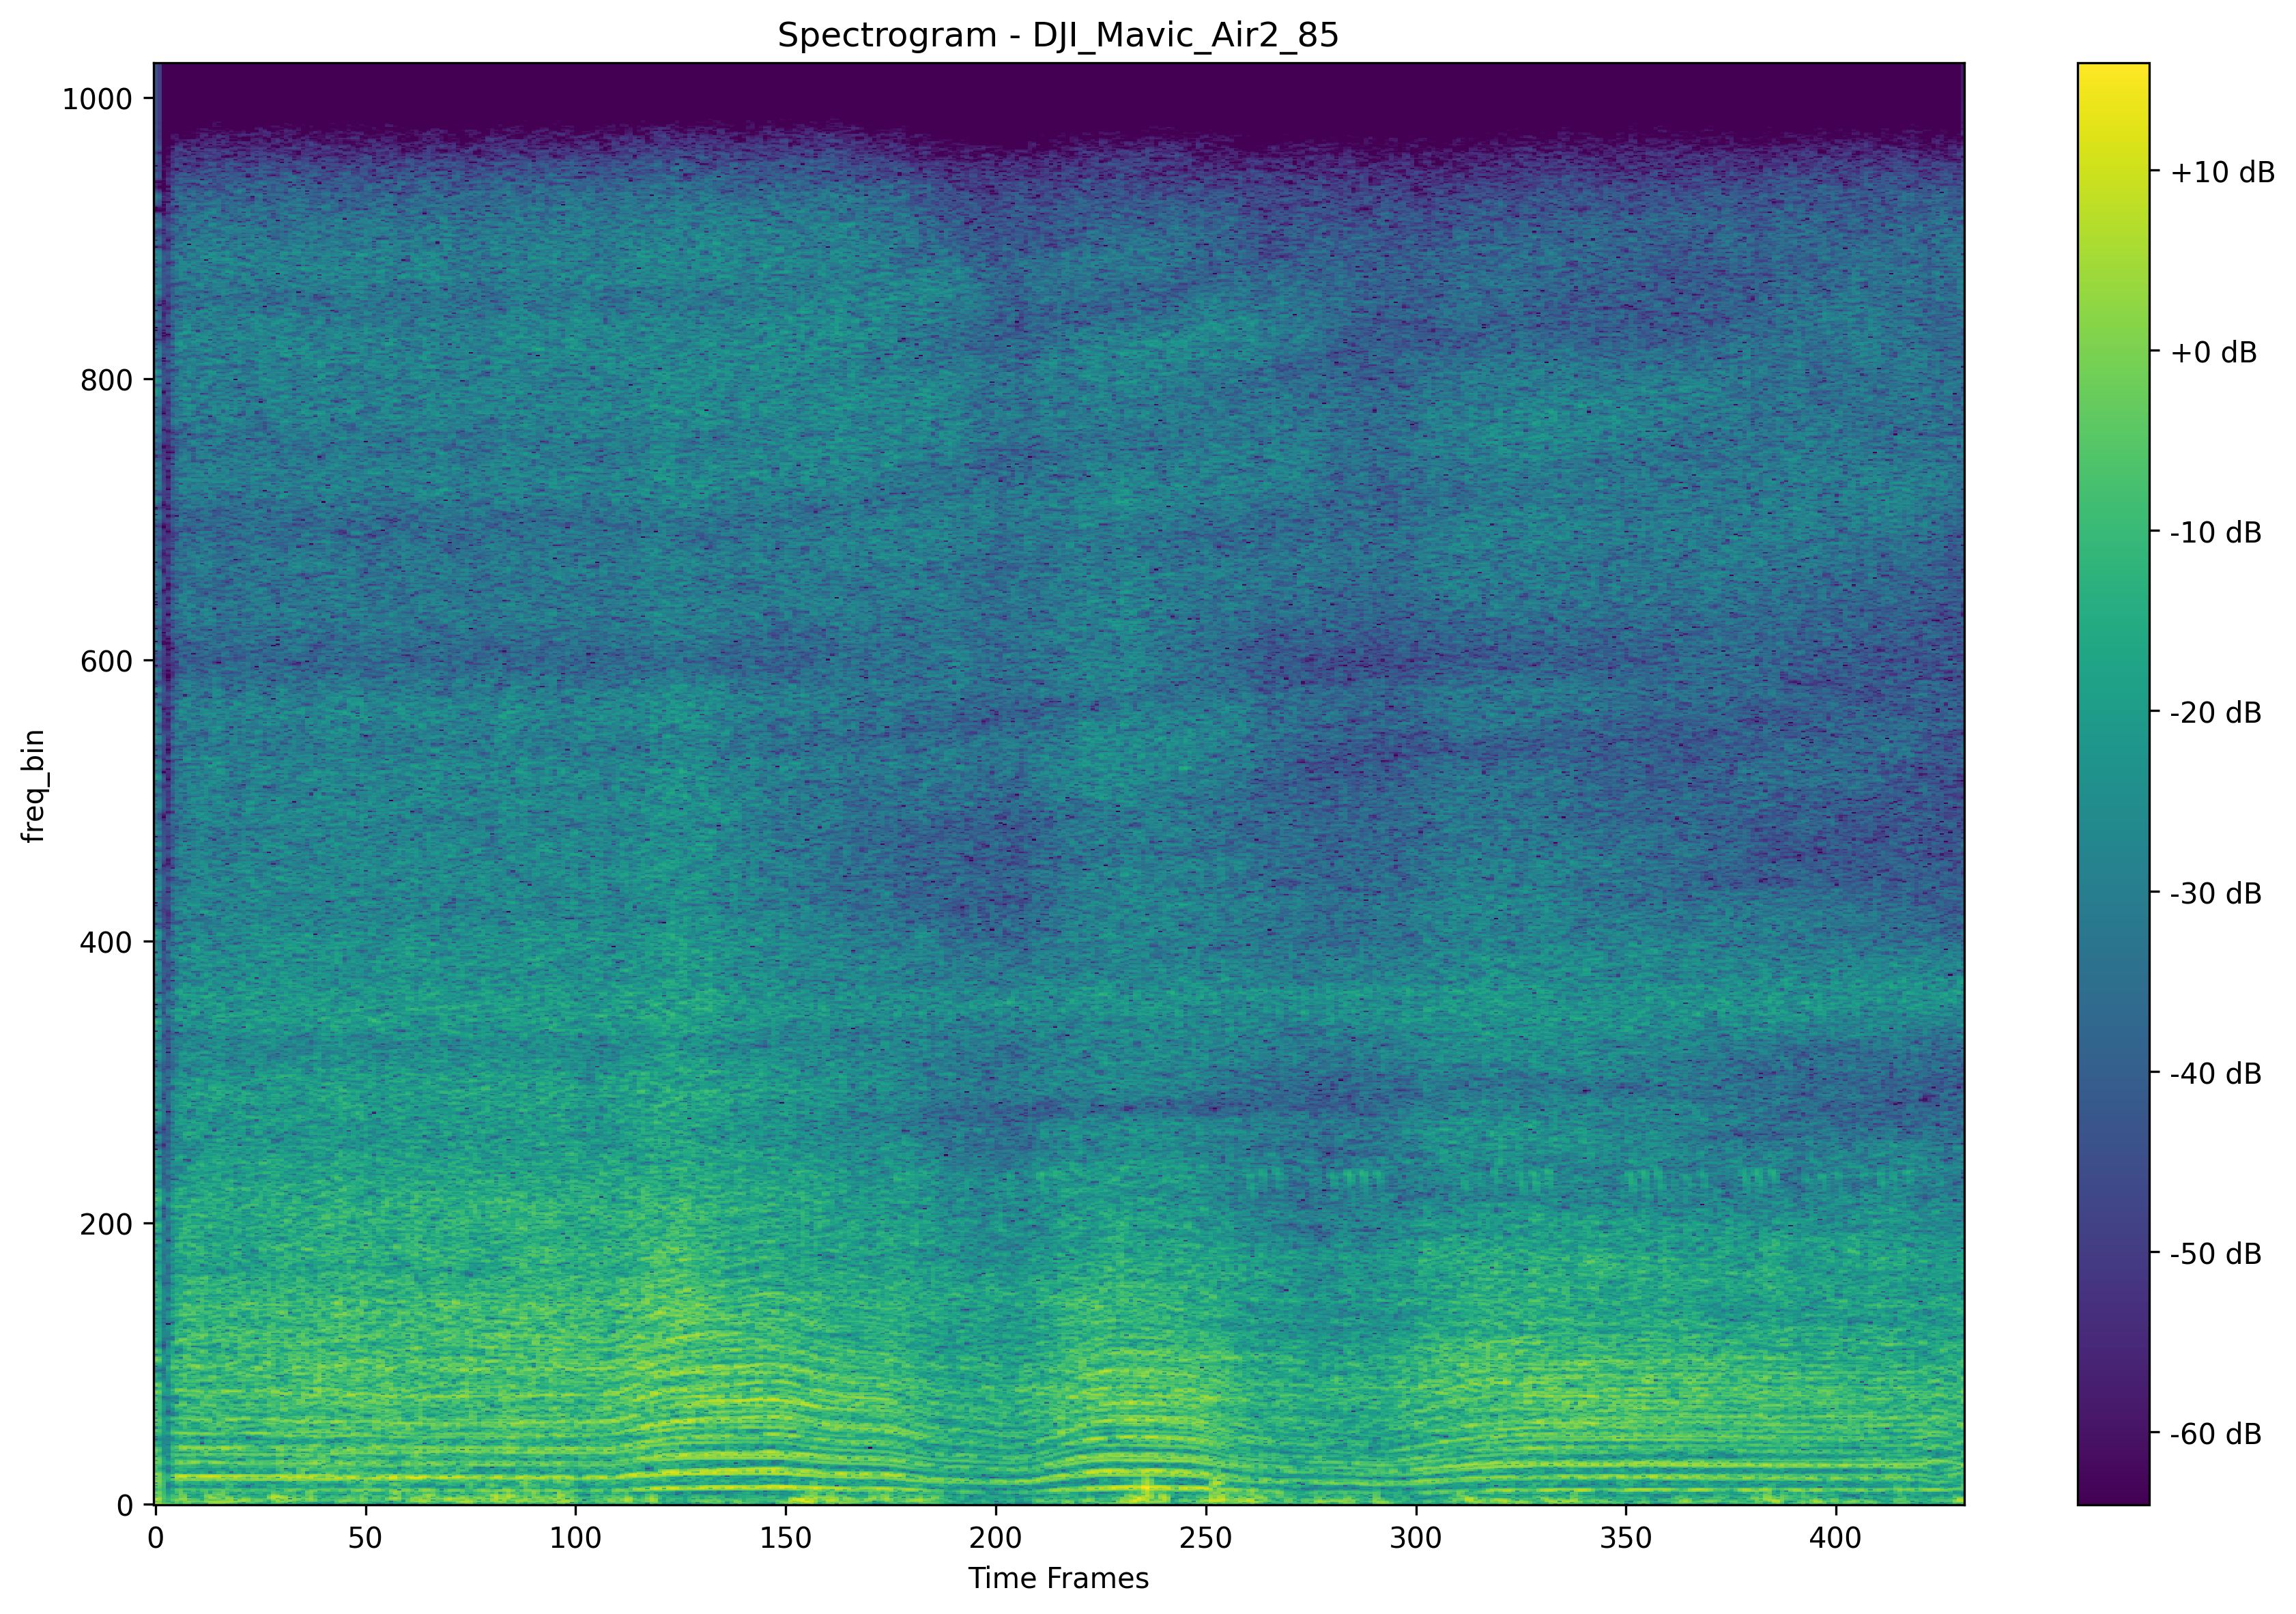 Spectrogram - DJI_Mavic_Air2_85
1000
800
600
400
200
0
freq_bin
0 50 100 150 200 250 300 350 400
Time Frames
+10 dB
+0 dB
-10 dB
-20 dB
-30 dB
-40 dB
-50 dB
-60 dB